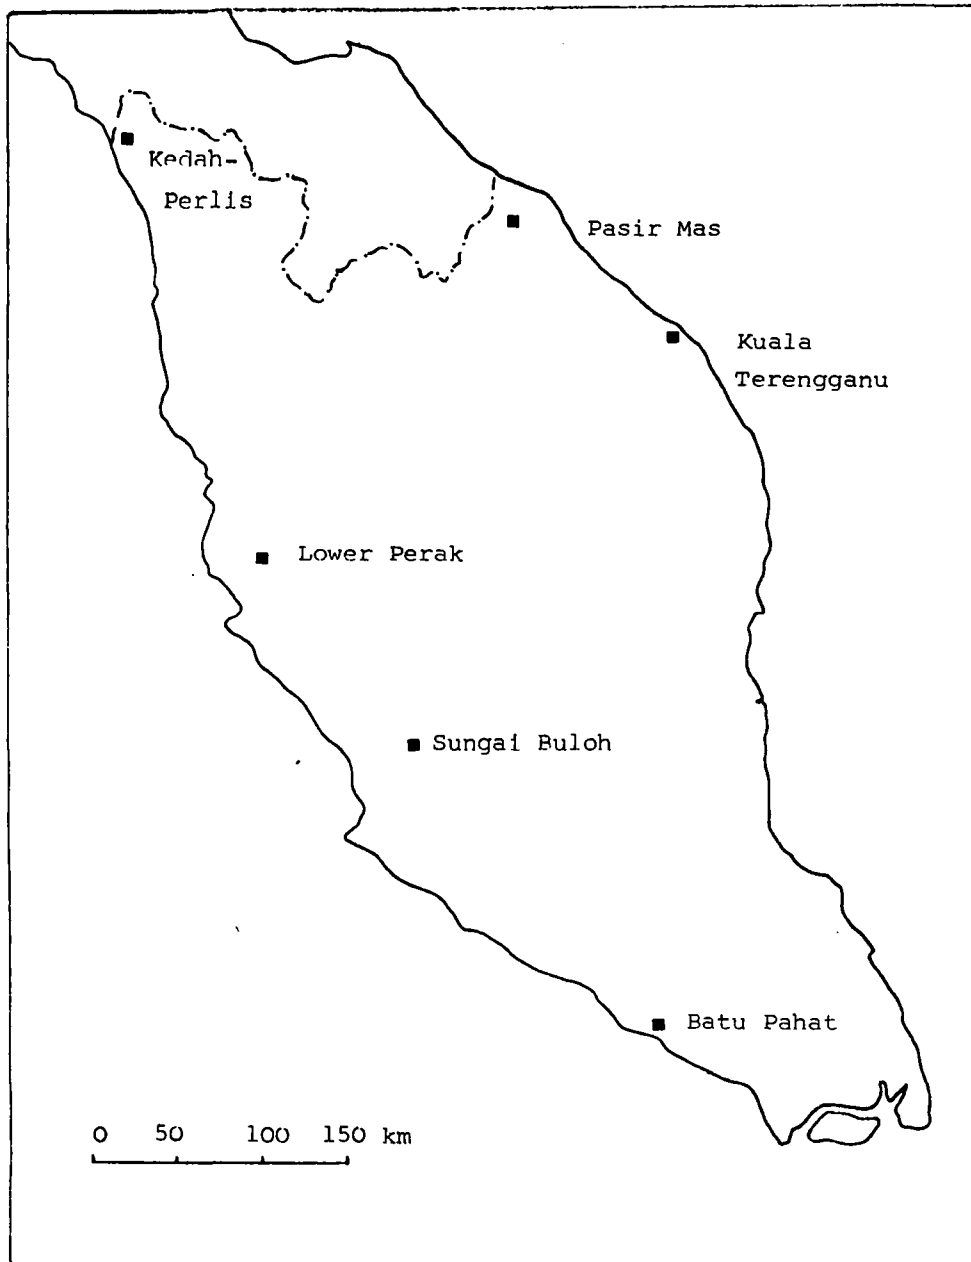 Kedah-
Perlis
Pasir Mas
Kuala
Terengganu
Lower Perak
Sungai Buloh
Batu Pahat
0 50 100 150 km